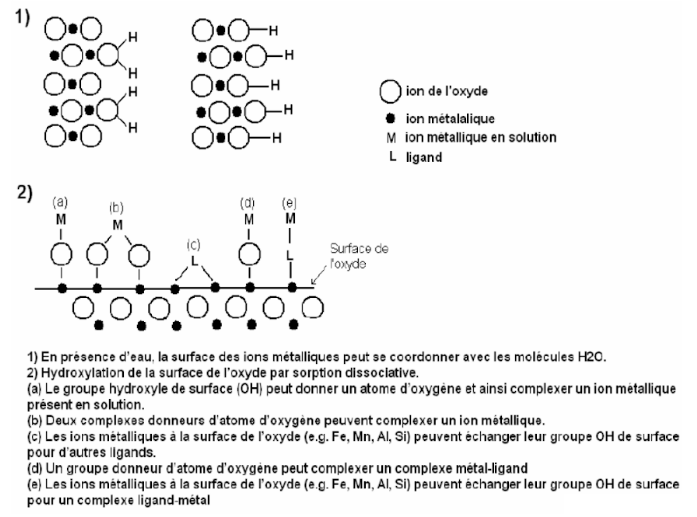 1)
H
H
H
H
H
H
H
H
H
ion de l'oxyde
ion métalalique
M ion métallique en solution
L ligand
2)
(a) (b) (c) (d) (e)
M M L M M
L
Surface de
l'oxyde
1) En présence d'eau, la surface des ions métalliques peut se coordonner avec les molécules H2O.
2) Hydroxylation de la surface de l'oxyde par sorption dissociative.
(a) Le groupe hydroxyle de surface (OH) peut donner un atome d'oxygène et ainsi complexer un ion métallique
présent en solution.
(b) Deux complexes donneurs d'atome d'oxygène peuvent complexer un ion métallique.
(c) Les ions métalliques à la surface de l'oxyde (e.g. Fe, Mn, Al, Si) peuvent échanger leur groupe OH de surface
pour d'autres ligands.
(d) Un groupe donneur d'atome d'oxygène peut complexer un complexe métal-ligand
(e) Les ions métalliques à la surface de l'oxyde (e.g. Fe, Mn, Al, Si) peuvent échanger leur groupe OH de surface
pour un complexe ligand-métal